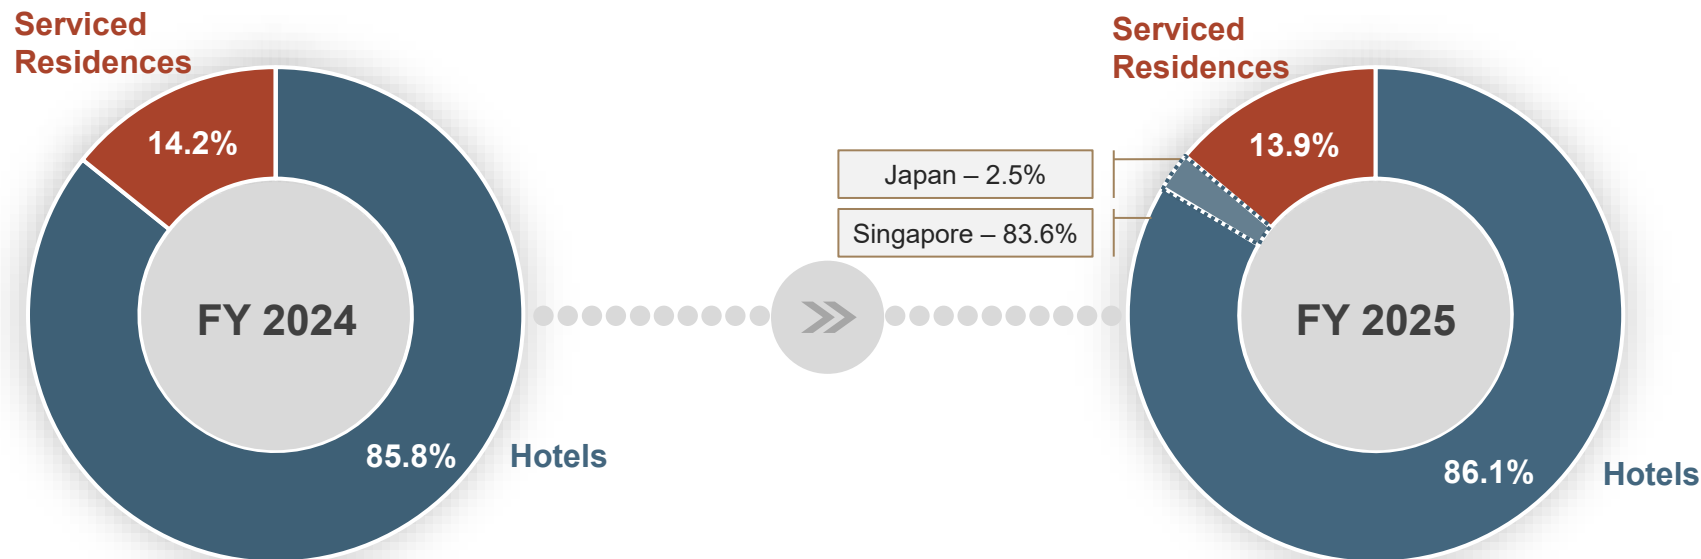 Serviced
Residences
14.2%
FY 2024
85.8%
Hotels
Serviced
Residences
13.9%
Japan – 2.5%
Singapore – 83.6%
FY 2025
86.1%
Hotels